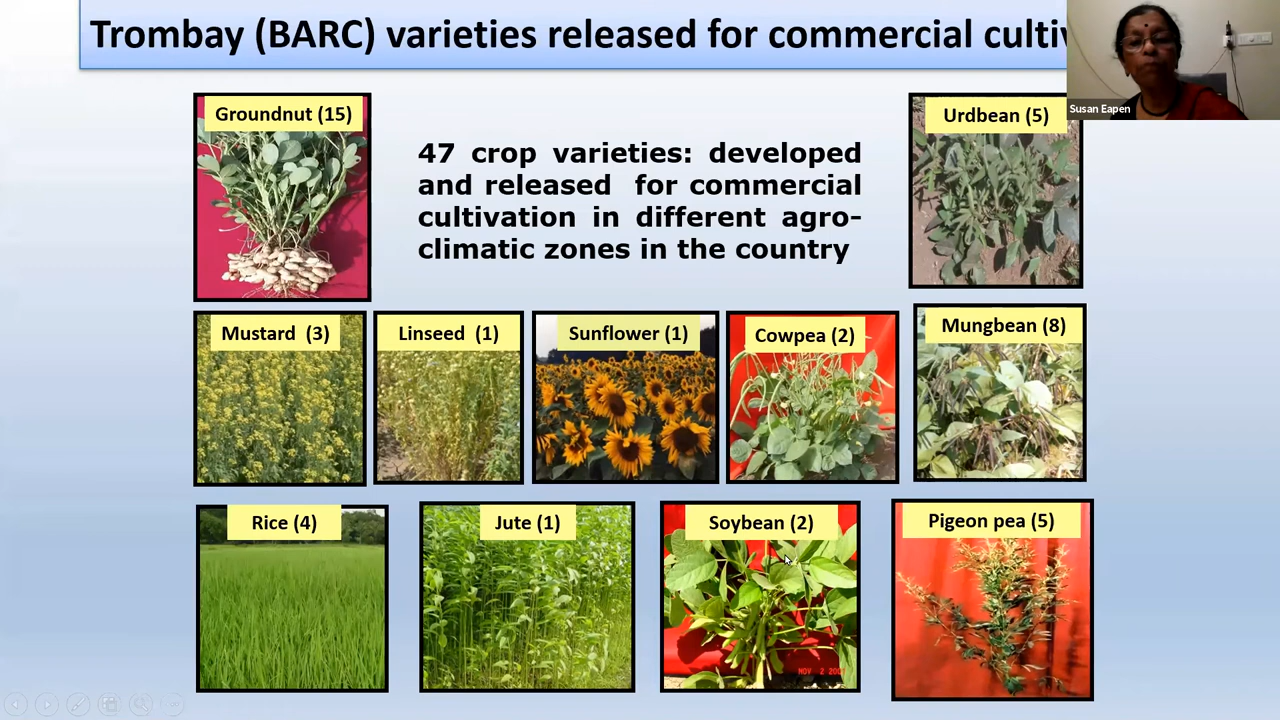 Trombay (BARC) varieties released for commercial
Susan Eapen
Groundnut (15)
47 crop varieties: developed
and released for commercial
cultivation in different agro-
climatic zones in the country
Urdbean (5)
Mustard (3)
Linseed (1)
Sunflower (1)
Cowpea (2)
Mungbean (8)
Rice (4)
Jute (1)
Soybean (2)
Pigeon pea (5)
NOV 2